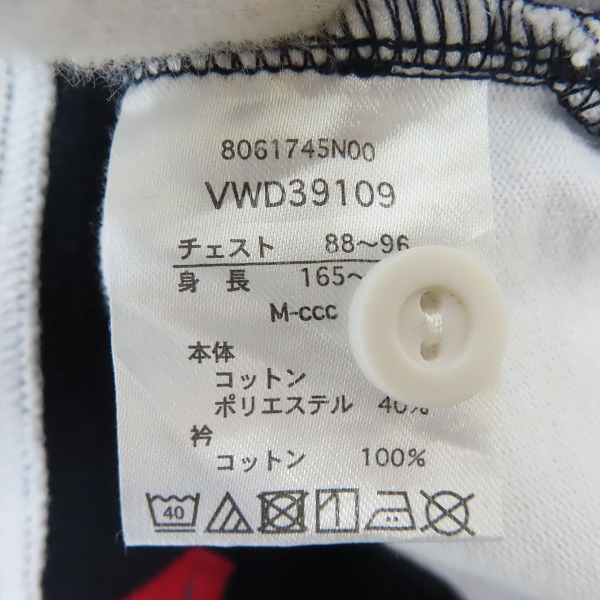 8061745N00
VWD39109
チェスト 88〜96
身 長 165〜
M-ccc
本体
コットン
ポリエステル 40%
衿
コットン 100%
40